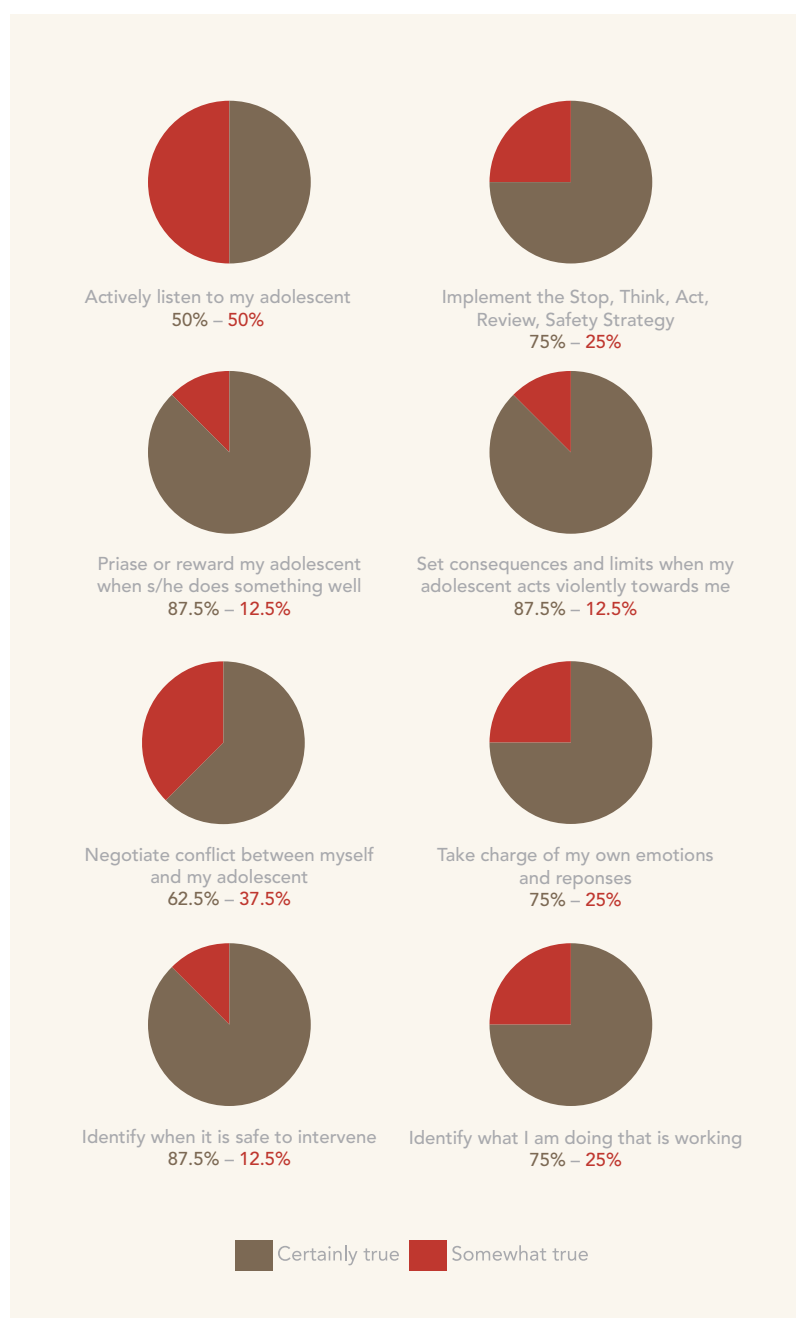 Actively listen to my adolescent
50% – 50%
Implement the Stop, Think, Act,
Review, Safety Strategy
75% – 25%
Priase or reward my adolescent
when s/he does something well
87.5% – 12.5%
Set consequences and limits when my
adolescent acts violently towards me
87.5% – 12.5%
Negotiate conflict between myself
and my adolescent
62.5% – 37.5%
Take charge of my own emotions
and reponses
75% – 25%
Identify when it is safe to intervene
87.5% – 12.5%
Identify what I am doing that is working
75% – 25%
Certainly true
Somewhat true